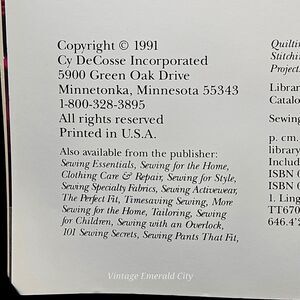 Copyright © 1991
Cy DeCosse Incorporated
5900 Green Oak Drive
Minnetonka, Minnesota 55343
1-800-328-3895
All rights reserved
Printed in U.S.A.
Also available from the publisher:
Sewing Essentials, Sewing for the Home,
Clothing Care & Repair, Sewing for Style,
Sewing Specialty Fabrics, Sewing Activewear,
The Perfect Fit, Timesaving Sewing, More
Sewing for the Home, Tailoring, Sewing
for Children, Sewing with an Overlock,
101 Sewing Secrets, Sewing Pants That Fit,
Quilting
Stitchin
Project
Librar
Catalo
Sewing
p. cm.
library
Includ
ISBN 0
ISBN 0
1. Ling
TT670
646.4'
Vintage Emerald City